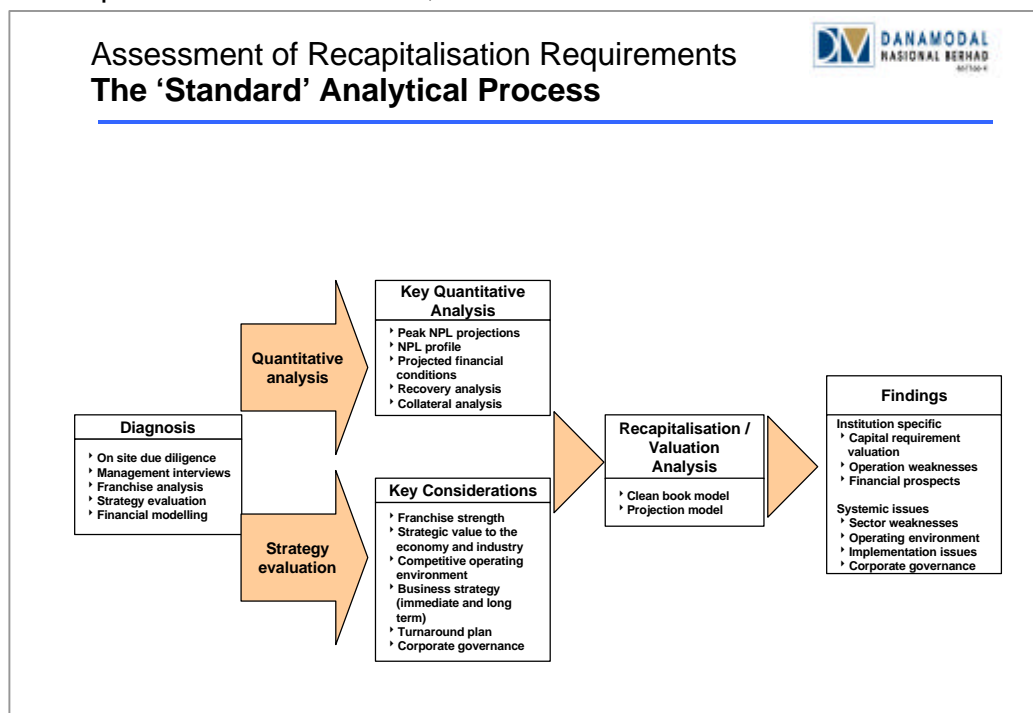 Assessment of Recapitalisation Requirements
The ‘Standard’ Analytical Process
DANAMODAL
NASIONAL BERHAD
Diagnosis
On site due diligence
Management interviews
Franchise analysis
Strategy evaluation
Financial modelling
Quantitative
analysis
Strategy
evaluation
Key Quantitative
Analysis
Peak NPL projections
NPL profile
Projected financial
conditions
Recovery analysis
Collateral analysis
Key Considerations
Franchise strength
Strategic value to the
economy and industry
Competitive operating
environment
Business strategy
(immediate and long
term)
Turnaround plan
Corporate governance
Recapitalisation /
Valuation
Analysis
Clean book model
Projection model
Findings
Institution specific
Capital requirement
valuation
Operation weaknesses
Financial prospects
Systemic issues
Sector weaknesses
Operating environment
Implementation issues
Corporate governance